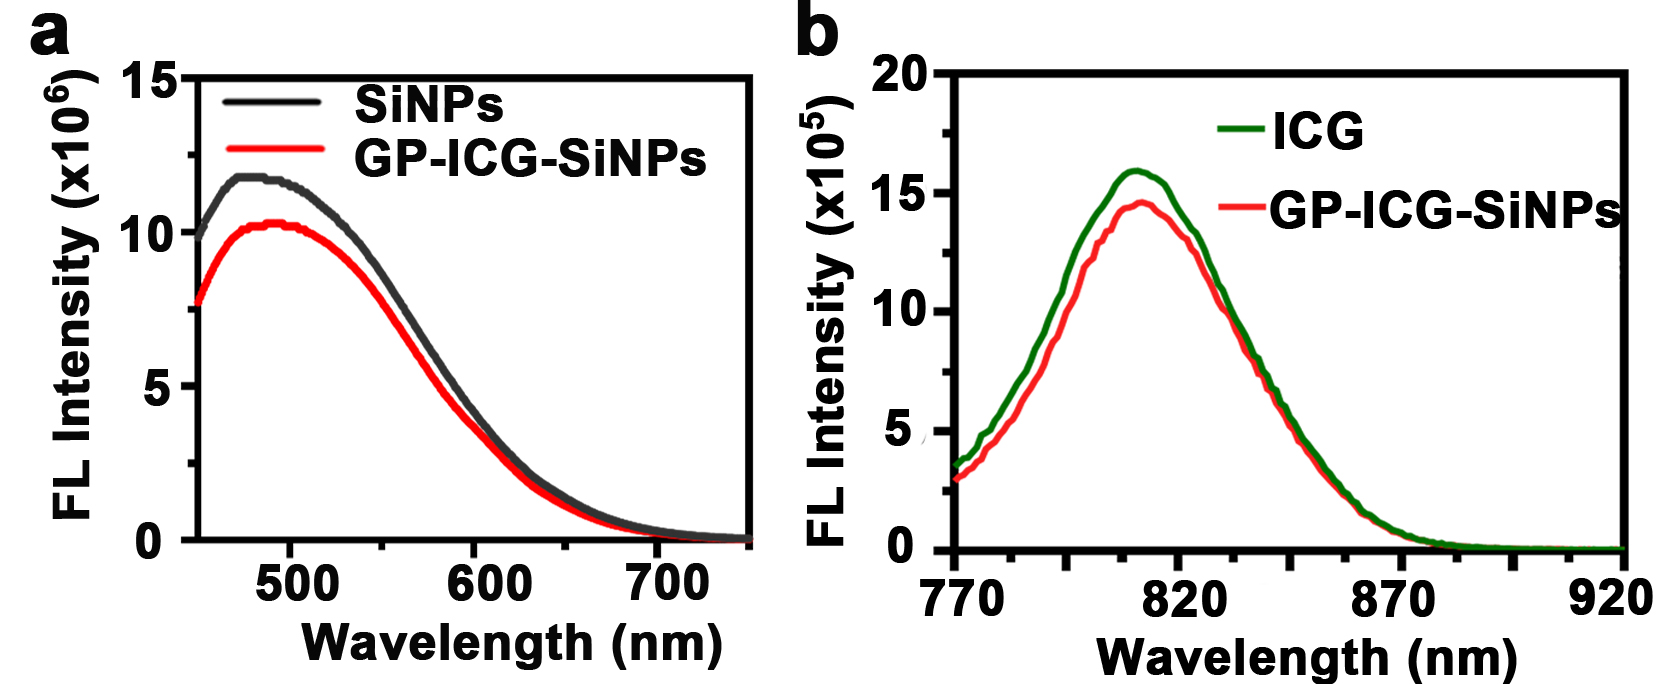 a
FL Intensity (x10⁶)
15
10
5
0
SiNPs
GP-ICG-SiNPs
500 600 700
Wavelength (nm)
b
FL Intensity (x10⁵)
20
15
10
5
0
ICG
GP-ICG-SiNPs
770 820 870 920
Wavelength (nm)